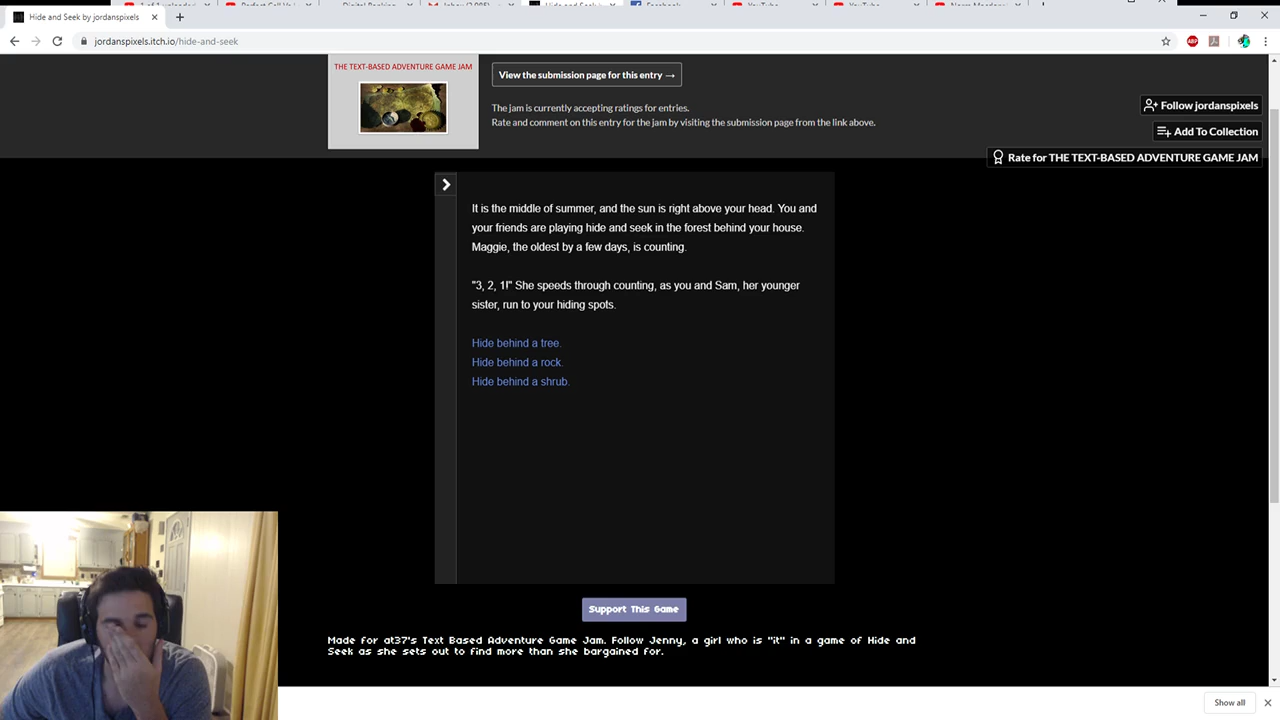 Hide and Seek by jordanspixels
jordanspixels.itch.io/hide-and-seek
THE TEXT-BASED ADVENTURE GAME JAM
View the submission page for this entry →
The jam is currently accepting ratings for entries.
Rate and comment on this entry for the jam by visiting the submission page from the link above.
Follow jordanspixels
Add To Collection
Rate for THE TEXT-BASED ADVENTURE GAME JAM
It is the middle of summer, and the sun is right above your head. You and
your friends are playing hide and seek in the forest behind your house.
Maggie, the oldest by a few days, is counting.
"3, 2, 1!" She speeds through counting, as you and Sam, her younger
sister, run to your hiding spots.
Hide behind a tree.
Hide behind a rock.
Hide behind a shrub.
Support This Game
Made for at37's Text Based Adventure Game Jam. Follow Jenny, a girl who is "it" in a game of Hide and
Seek as she sets out to find more than she bargained for.
Show all